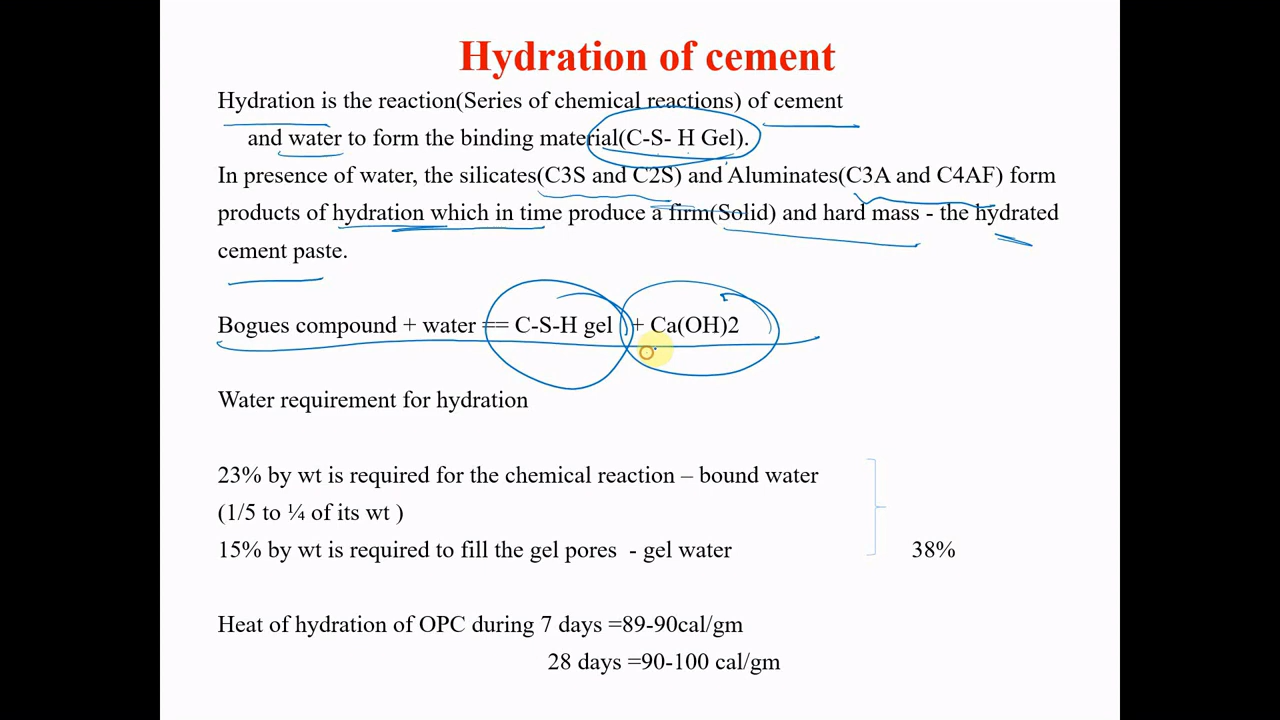 Hydration of cement
Hydration is the reaction(Series of chemical reactions) of cement
and water to form the binding material(C-S- H Gel).
In presence of water, the silicates(C3S and C2S) and Aluminates(C3A and C4AF) form
products of hydration which in time produce a firm(Solid) and hard mass - the hydrated
cement paste.
Bogues compound + water == C-S-H gel + Ca(OH)2
Water requirement for hydration
23% by wt is required for the chemical reaction – bound water
(1/5 to ¼ of its wt )
15% by wt is required to fill the gel pores - gel water 38%
Heat of hydration of OPC during 7 days =89-90cal/gm
28 days =90-100 cal/gm